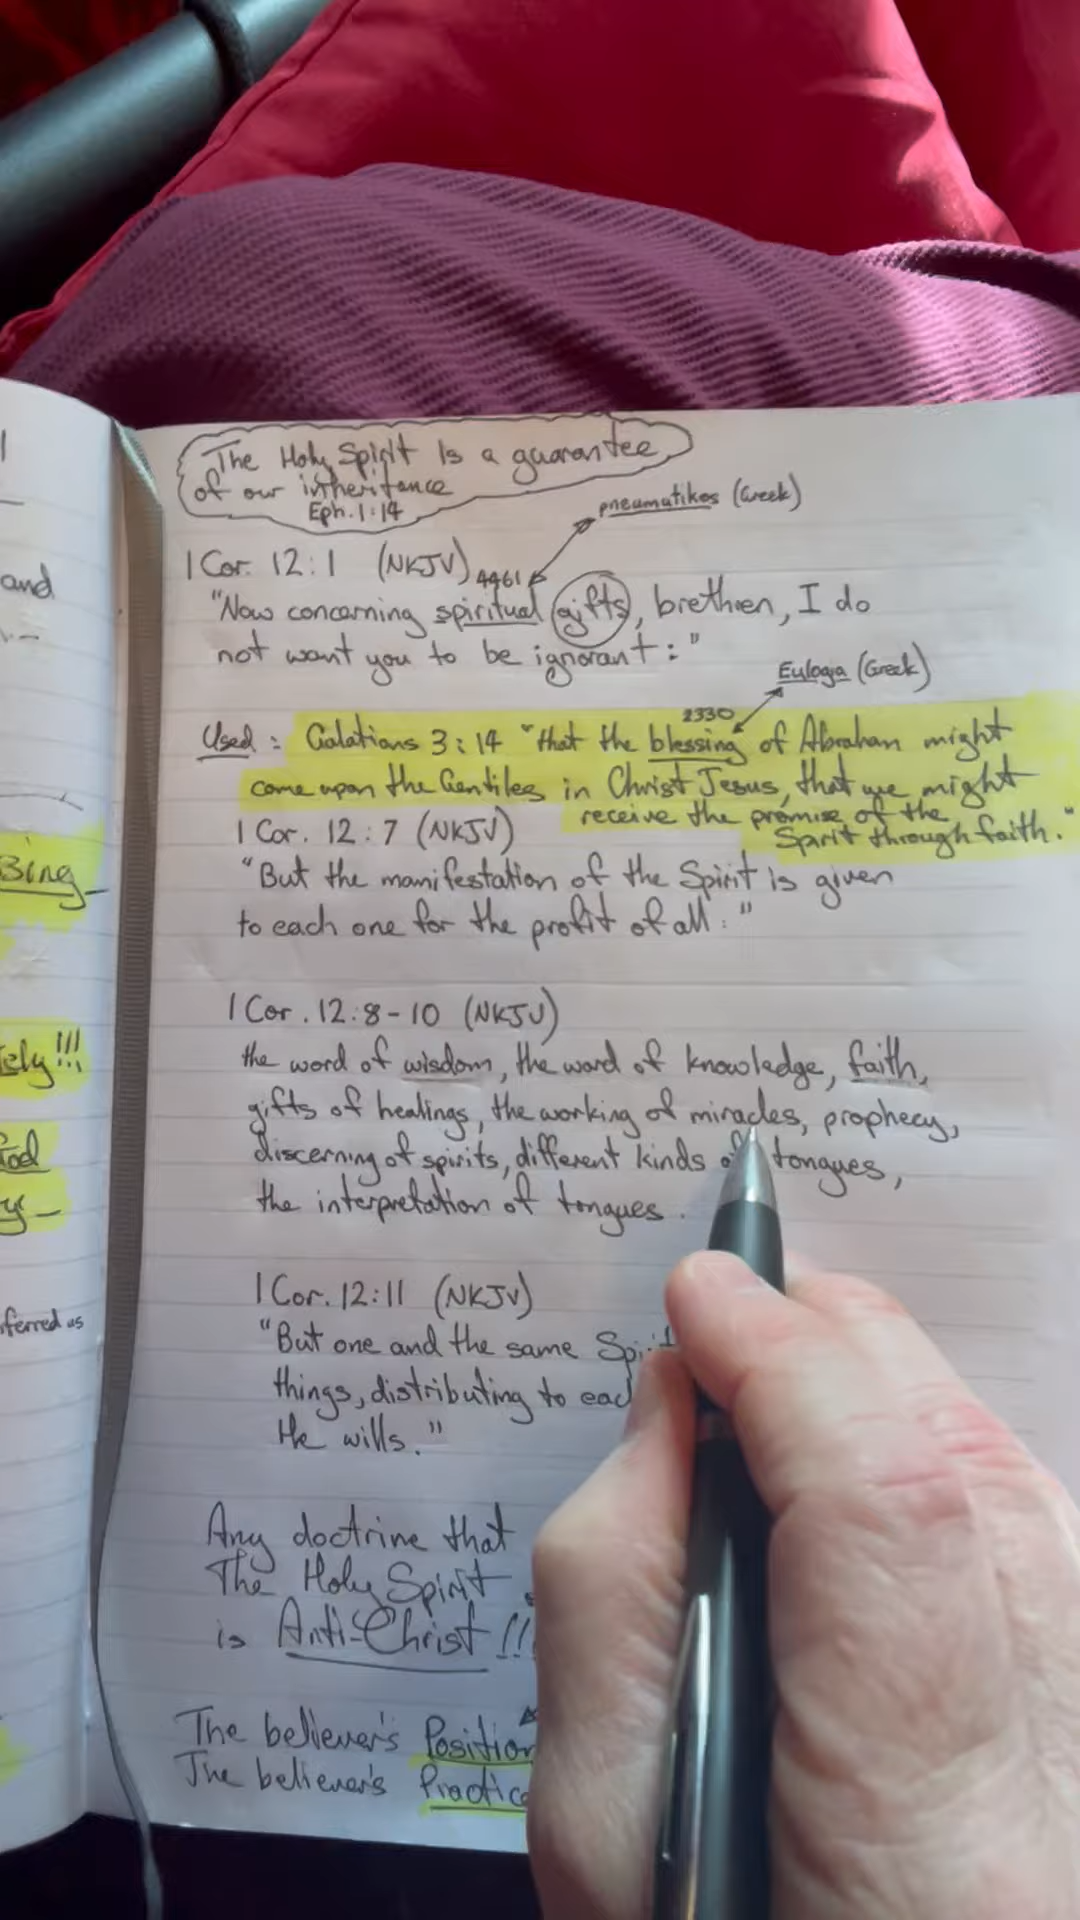 The Holy Spirit Is a guarantee
of our inheritance
Eph. 1:14
pneumatikos (Greek)
1 Cor. 12:1 (NKJV) 4461
"Now concerning spiritual gifts, brethren, I do
not want you to be ignorant:"
Eulogia (Greek)
2330
Used: Galations 3:14 "that the blessing of Abraham might
come upon the Gentiles in Christ Jesus, that we might
receive the promise of the
Spirit through faith."
1 Cor. 12:7 (NKJV)
"But the manifestation of the Spirit is given
to each one for the profit of all:"
1 Cor. 12:8-10 (NKJV)
the word of wisdom, the word of knowledge, faith,
gifts of healings, the working of miracles, prophecy,
discerning of spirits, different kinds of tongues,
the interpretation of tongues.
1 Cor. 12:11 (NKJV)
"But one and the same Spirit
things, distributing to each
He wills."
Any doctrine that
The Holy Spirit
is Anti-Christ!!!
The believer's Position
The believer's Practice
and
ely!!!
ferred us